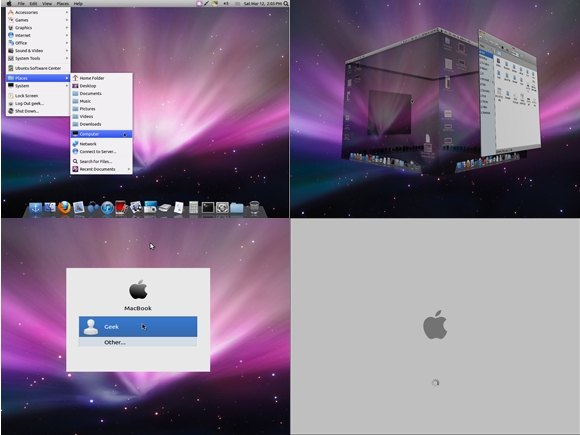 File Edit View Places Help
Sat Mar 12, 2:05 PM
Accessories
Games
Graphics
Internet
Office
Sound & Video
System Tools
Ubuntu Software Center
Places
System
Lock Screen
Log Out geek...
Shut Down...
Home Folder
Desktop
Documents
Music
Pictures
Videos
Downloads
Computer
Network
Connect to Server...
Search for Files...
Recent Documents
MacBook
Geek
Other...